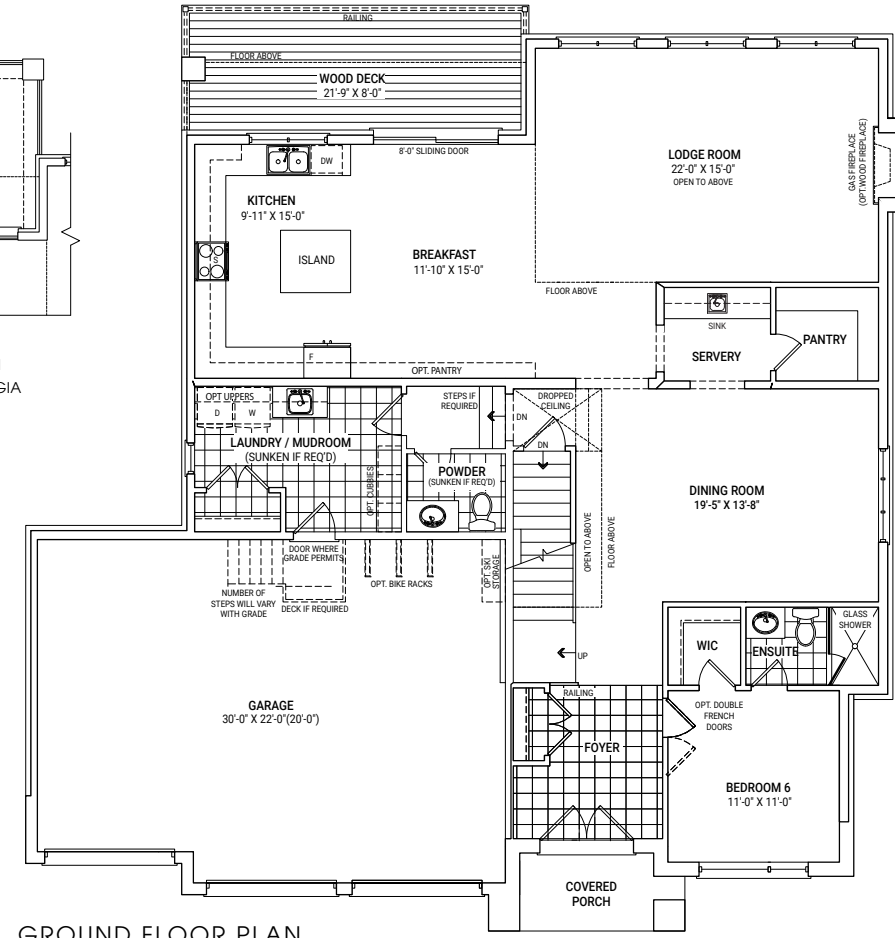 RAILING
FLOOR ABOVE
WOOD DECK
21'-9" X 8'-0"
8'-0" SLIDING DOOR
LODGE ROOM
22'-0" X 15'-0"
OPEN TO ABOVE
GAS FIREPLACE
(OPT.WOOD FIREPLACE)
DW
KITCHEN
9'-11" X 15'-0"
S
ISLAND
BREAKFAST
11'-10" X 15'-0"
FLOOR ABOVE
SINK
SERVERY
PANTRY
F
OPT. PANTRY
GIA
OPT UPPERS
D
W
STEPS IF
REQUIRED
DROPPED
CEILING
DN
DN
LAUNDRY / MUDROOM
(SUNKEN IF REQ'D)
OPT. CUBBIES
POWDER
(SUNKEN IF REQ'D)
DINING ROOM
19'-5" X 13'-8"
OPEN TO ABOVE
FLOOR ABOVE
DOOR WHERE
GRADE PERMITS
OPT. BIKE RACKS
OPT. SKI
STORAGE
NUMBER OF
STEPS WILL VARY
WITH GRADE
DECK IF REQUIRED
UP
WIC
ENSUITE
GLASS
SHOWER
RAILING
GARAGE
30'-0" X 22'-0"(20'-0")
OPT. DOUBLE
FRENCH
DOORS
FOYER
BEDROOM 6
11'-0" X 11'-0"
COVERED
PORCH
GROUND FLOOR PLAN